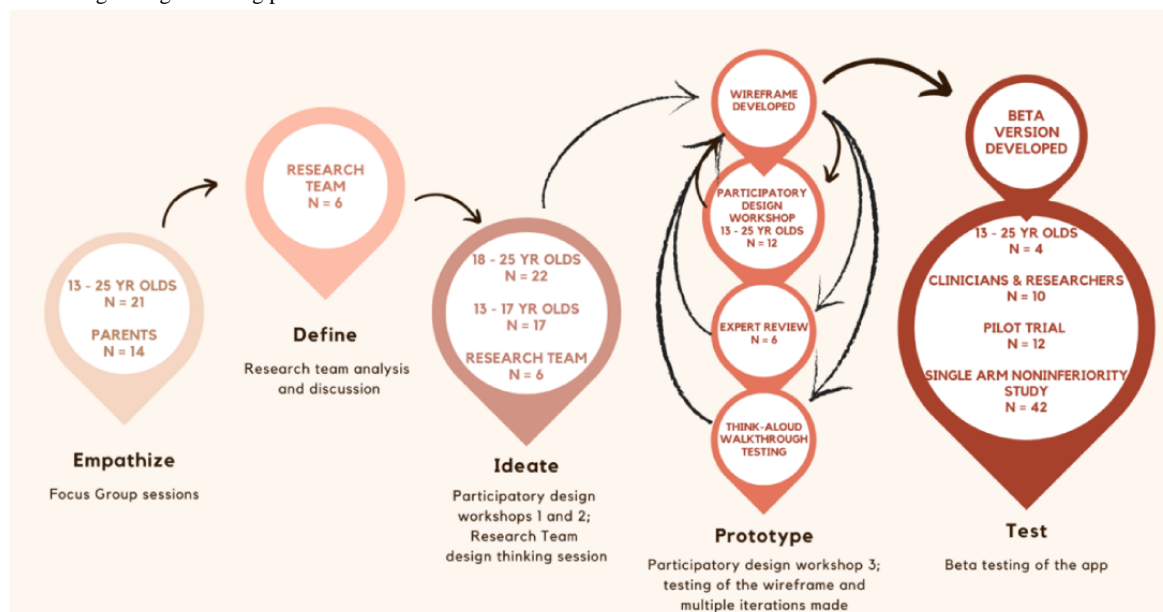 13 - 25 YR OLDS
N = 21
PARENTS
N = 14
Empathize
Focus Group sessions
RESEARCH
TEAM
N = 6
Define
Research team analysis
and discussion
18 - 25 YR OLDS
N = 22
13 - 17 YR OLDS
N = 17
RESEARCH TEAM
N = 6
Ideate
Participatory design
workshops 1 and 2;
Research Team
design thinking session
WIREFRAME
DEVELOPED
PARTICIPATORY
DESIGN
WORKSHOP
13 - 25 YR OLDS
N = 12
EXPERT REVIEW
N = 6
THINK-ALOUD
WALKTHROUGH
TESTING
Prototype
Participatory design workshop 3;
testing of the wireframe and
multiple iterations made
BETA
VERSION
DEVELOPED
13 - 25 YR OLDS
N = 4
CLINICIANS & RESEARCHERS
N = 10
PILOT TRIAL
N = 12
SINGLE ARM NONINFERIORITY
STUDY
N = 42
Test
Beta testing of the app